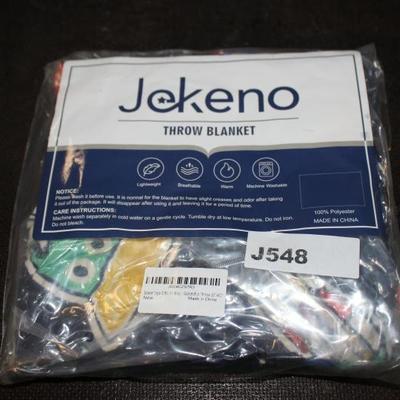 Jekeno
THROW BLANKET
Lightweight
Breathable
Warm
Machine Washable
NOTICE:
Please wash it before use. It is normal for the blanket to have slight creases and odor after taking
it out of the package. It will disappear after using it and leaving it for a period of time.
CARE INSTRUCTIONS:
Machine wash separately in cold water on a gentle cycle. Tumble dry at low temperature. Do not iron.
Do not bleach.
100% Polyester
MADE IN CHINA
J548
New
Made in China